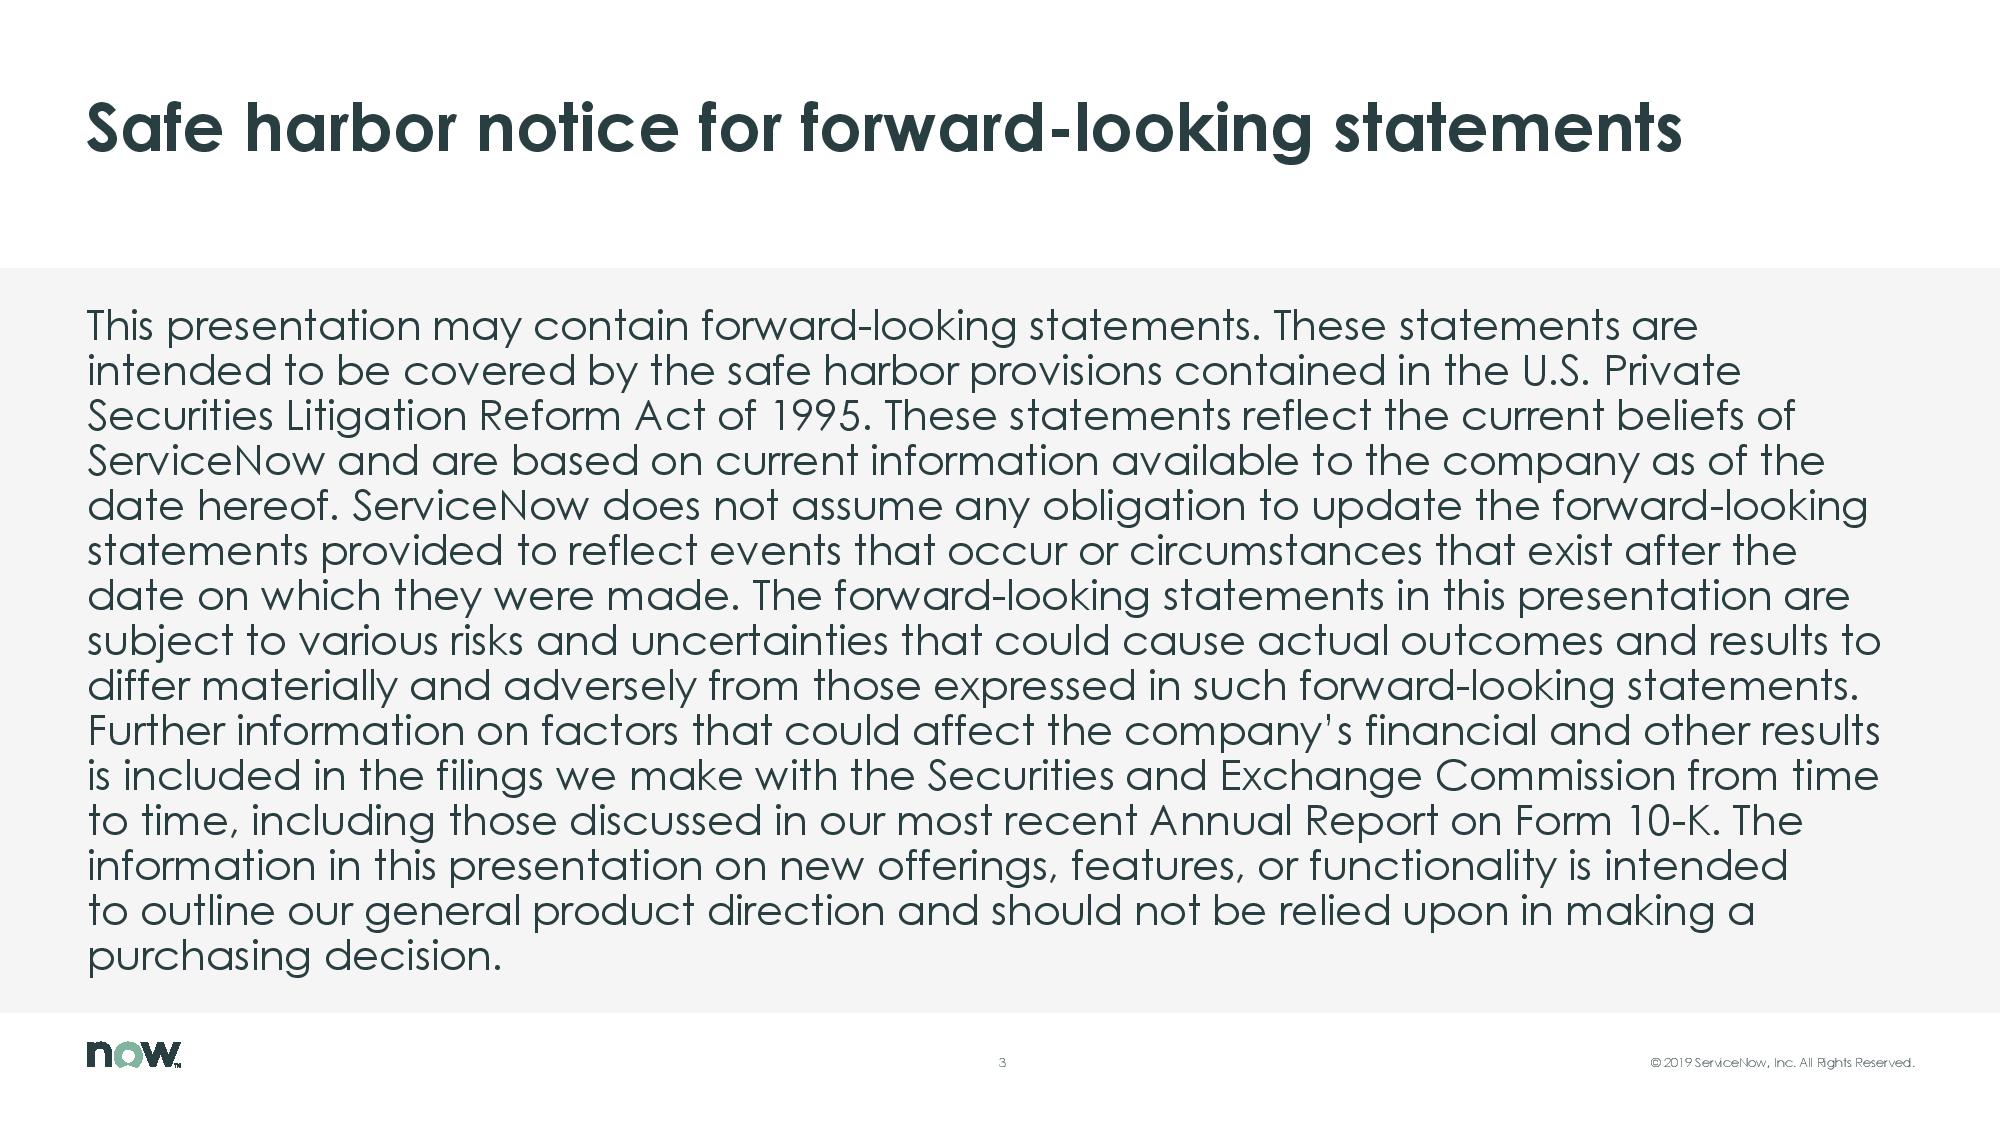 Safe harbor notice for forward-looking statements
This presentation may contain forward-looking statements. These statements are
intended to be covered by the safe harbor provisions contained in the U.S. Private
Securities Litigation Reform Act of 1995. These statements reflect the current beliefs of
ServiceNow and are based on current information available to the company as of the
date hereof. ServiceNow does not assume any obligation to update the forward-looking
statements provided to reflect events that occur or circumstances that exist after the
date on which they were made. The forward-looking statements in this presentation are
subject to various risks and uncertainties that could cause actual outcomes and results to
differ materially and adversely from those expressed in such forward-looking statements.
Further information on factors that could affect the company’s financial and other results
is included in the filings we make with the Securities and Exchange Commission from time
to time, including those discussed in our most recent Annual Report on Form 10-K. The
information in this presentation on new offerings, features, or functionality is intended
to outline our general product direction and should not be relied upon in making a
purchasing decision.
now™
3
© 2019 ServiceNow, Inc. All Rights Reserved.